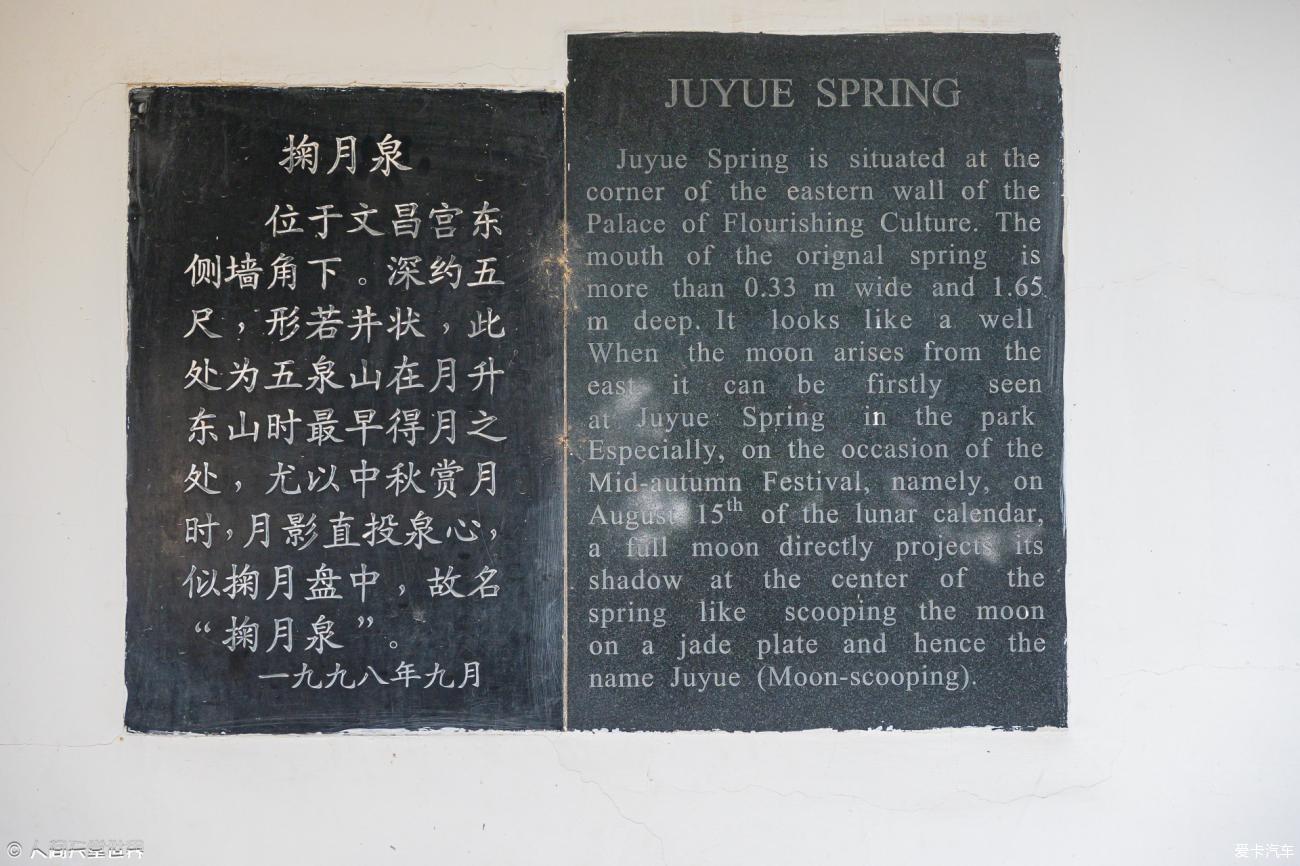 掬月泉
位于文昌宫东
侧墙角下。深约五
尺，形若井状，此
处为五泉山在月升
东山时最早得月之
处，尤以中秋赏月
时，月影直投泉心，
似掬月盘中，故名
“掬月泉”。
一九九八年九月
JUYUE SPRING
Juyue Spring is situated at the
corner of the eastern wall of the
Palace of Flourishing Culture. The
mouth of the orignal spring is
more than 0.33 m wide and 1.65
m deep. It looks like a well
When the moon arises from the
east it can be firstly seen
at Juyue Spring in the park
Especially, on the occasion of the
Mid-autumn Festival, namely, on
August 15th of the lunar calendar,
a full moon directly projects its
shadow at the center of the
spring like scooping the moon
on a jade plate and hence the
name Juyue (Moon-scooping).
爱卡汽车